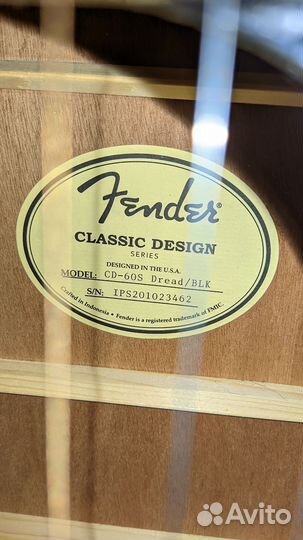 Fender®
CLASSIC DESIGN
SERIES
DESIGNED IN THE U.S.A.
MODEL: CD-60S Dread/BLK
S/N: IPS201023462
Crafted in Indonesia • Fender is a registered trademark of FMIC.
Avito